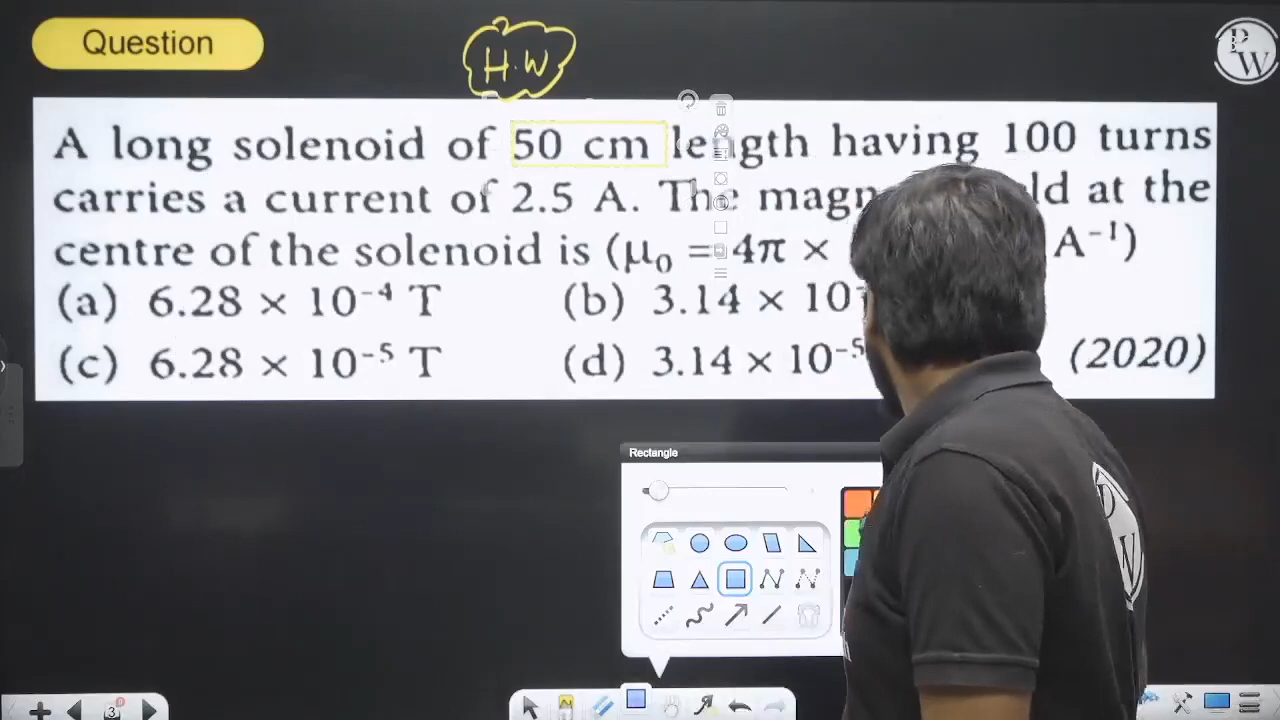 Question
H.W
PW
A long solenoid of 50 cm length having 100 turns
carries a current of 2.5 A. The at the
centre of the solenoid is (μ₀ = 4π × A⁻¹)
(a) 6.28 × 10⁻⁴ T (b) 3.14 × 10
(c) 6.28 × 10⁻⁵ T (d) 3.14 × 10⁻⁵ (2020)
Rectangle
3